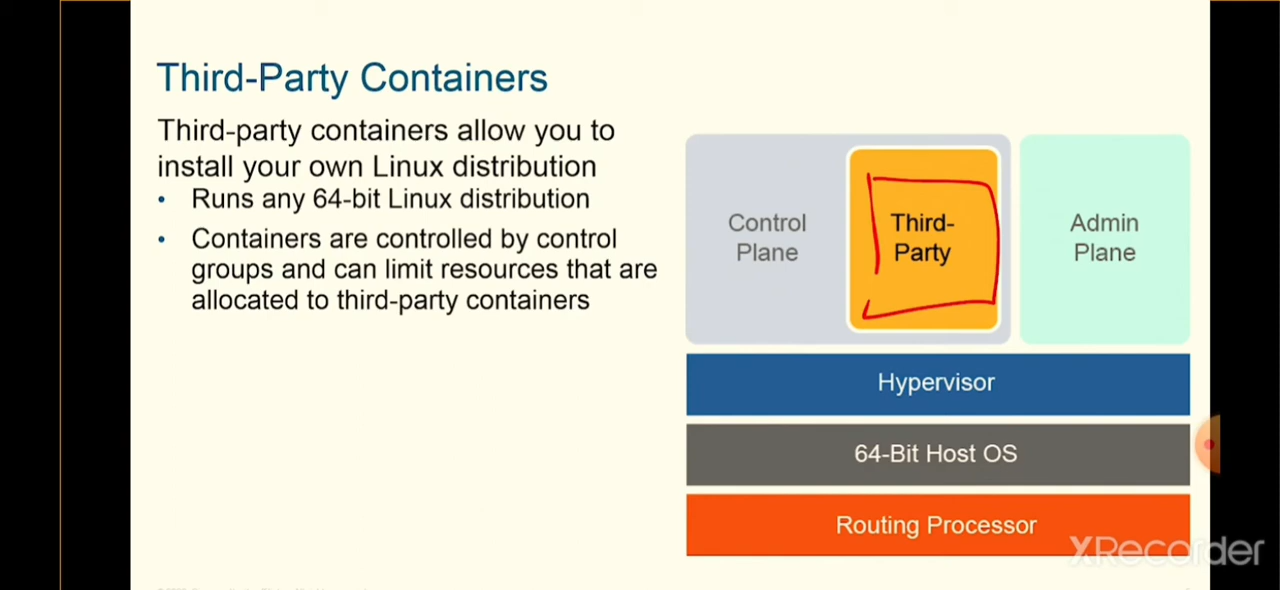 Third-Party Containers
Third-party containers allow you to
install your own Linux distribution
• Runs any 64-bit Linux distribution
• Containers are controlled by control
groups and can limit resources that are
allocated to third-party containers
Control
Plane
Third-
Party
Admin
Plane
Hypervisor
64-Bit Host OS
Routing Processor
XRecorder